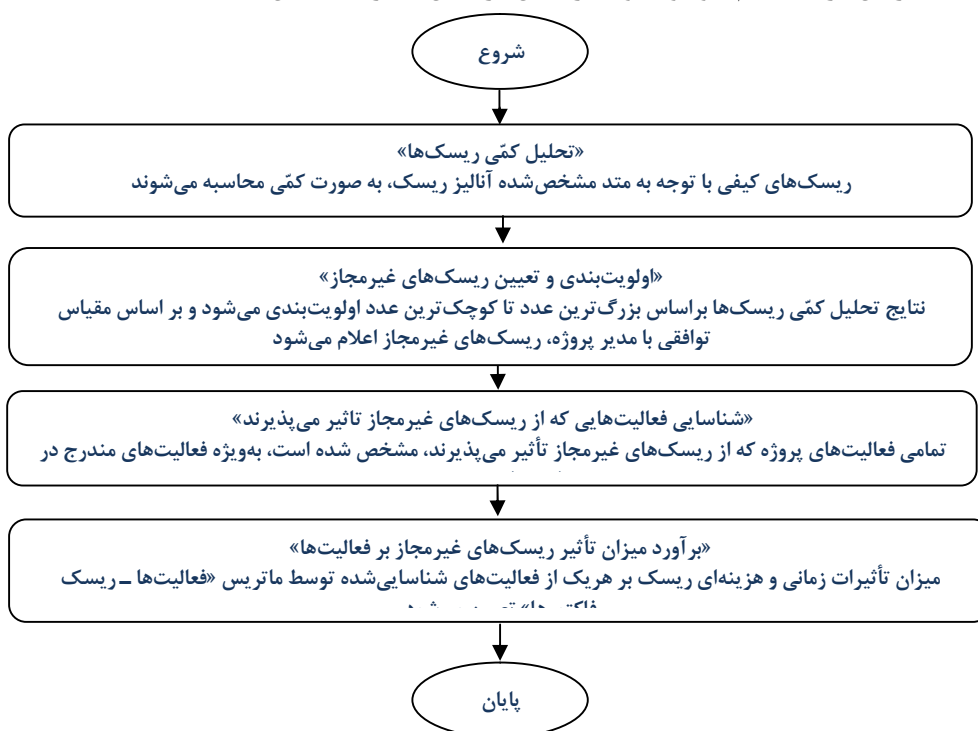 شروع
«تحلیل کمّی ریسک‌ها»
ریسک‌های کیفی با توجه به متد مشخص‌شده آنالیز ریسک، به صورت کمّی محاسبه می‌شوند
«اولویت‌بندی و تعیین ریسک‌های غیرمجاز»
نتایج تحلیل کمّی ریسک‌ها براساس بزرگ‌ترین عدد تا کوچک‌ترین عدد اولویت‌بندی می‌شود و بر اساس مقیاس
توافقی با مدیر پروژه، ریسک‌های غیرمجاز اعلام می‌شود
«شناسایی فعالیت‌هایی که از ریسک‌های غیرمجاز تاثیر می‌پذیرند»
تمامی فعالیت‌های پروژه که از ریسک‌های غیرمجاز تأثیر می‌پذیرند، مشخص شده است، به‌ویژه فعالیت‌های مندرج در
«برآورد میزان تأثیر ریسک‌های غیرمجاز بر فعالیت‌ها»
میزان تأثیرات زمانی و هزینه‌ای ریسک بر هریک از فعالیت‌های شناسایی‌شده توسط ماتریس «فعالیت‌ها ـ ریسک
پایان